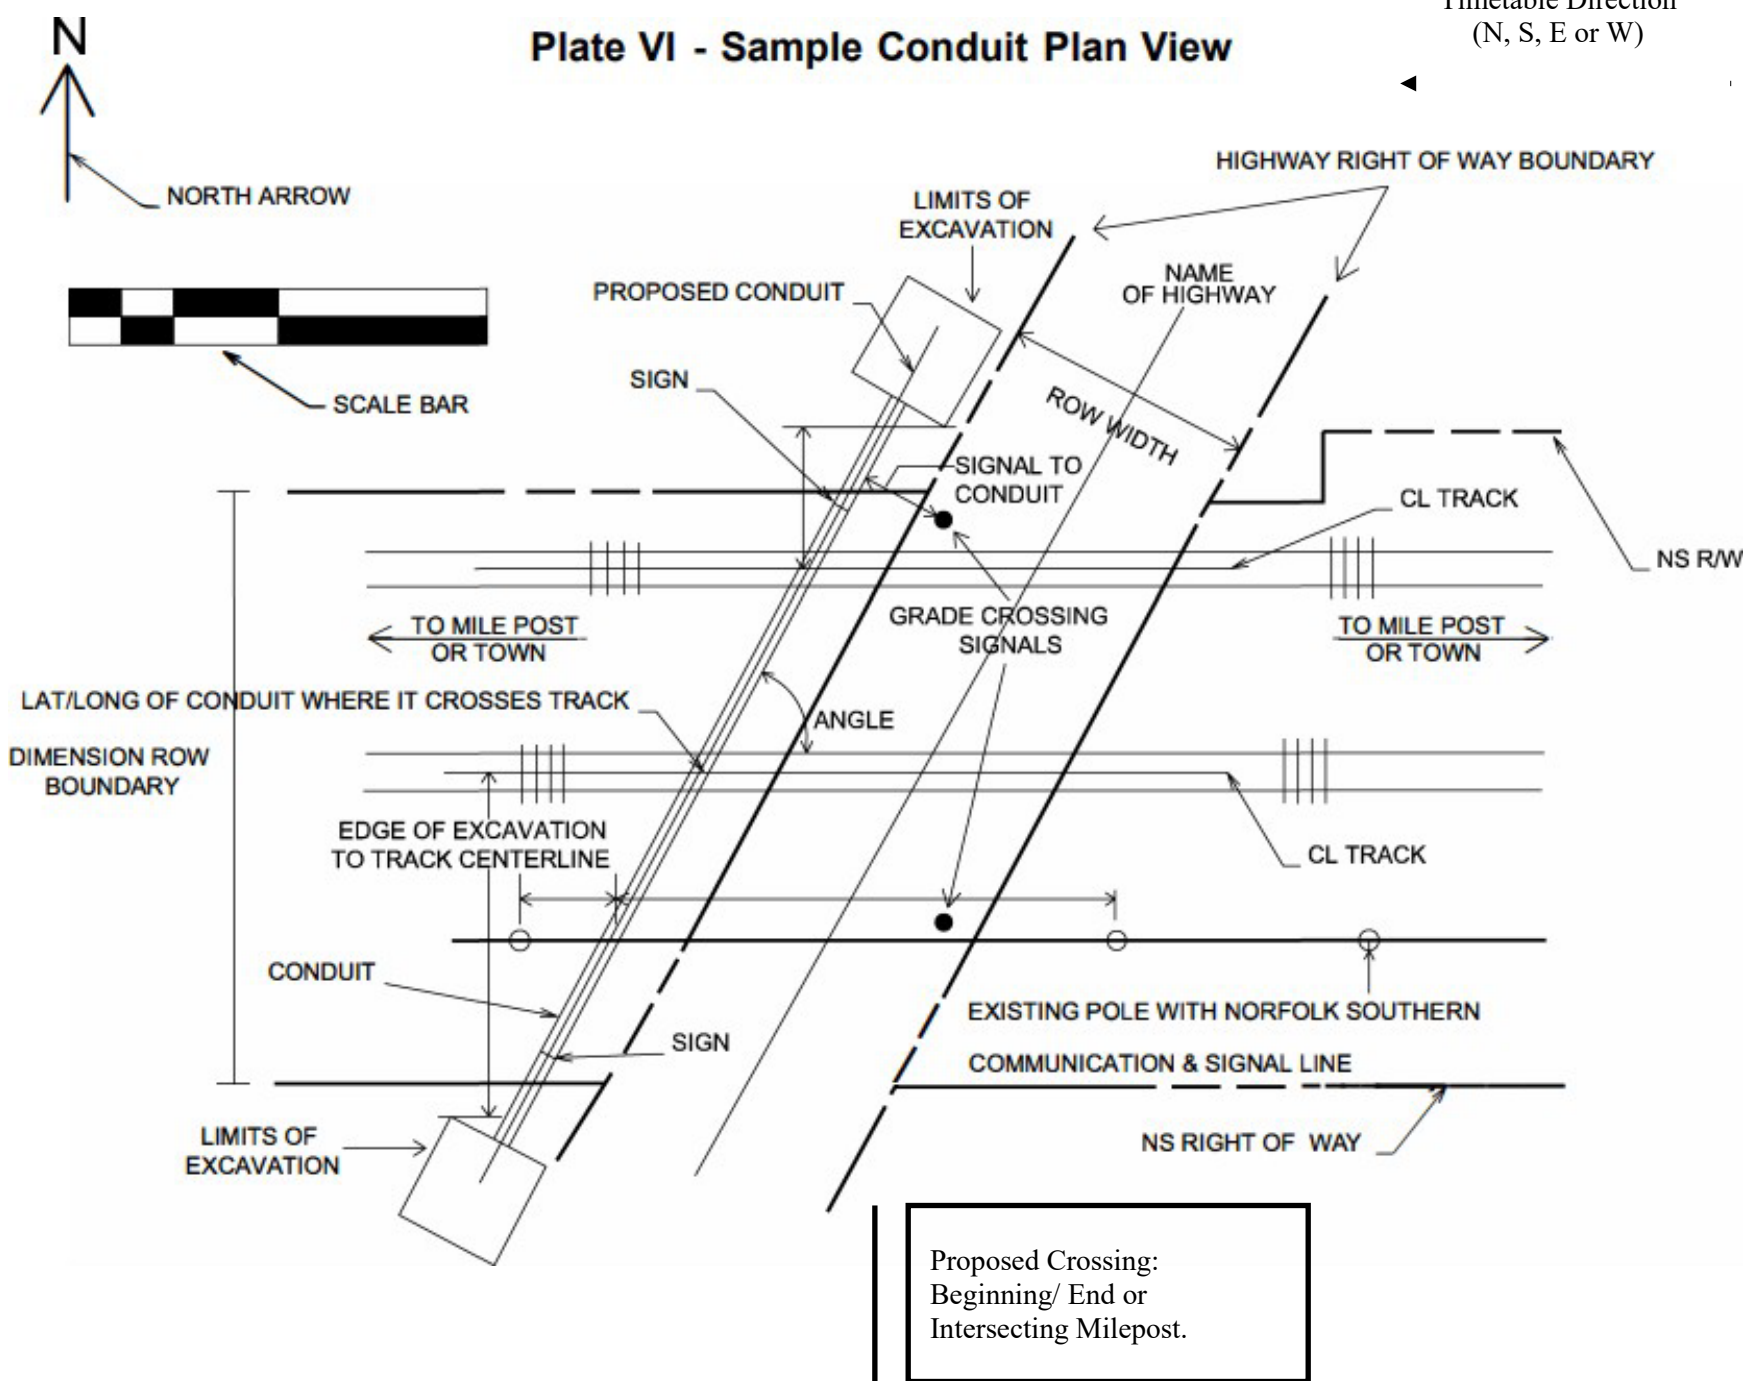 Timetable Direction
(N, S, E or W)
N
Plate VI - Sample Conduit Plan View
HIGHWAY RIGHT OF WAY BOUNDARY
NORTH ARROW
LIMITS OF
EXCAVATION
NAME
OF HIGHWAY
PROPOSED CONDUIT
SIGN
SCALE BAR
ROW WIDTH
SIGNAL TO
CONDUIT
CL TRACK
NS R/W
GRADE CROSSING
SIGNALS
TO MILE POST
OR TOWN
TO MILE POST
OR TOWN
LAT/LONG OF CONDUIT WHERE IT CROSSES TRACK
ANGLE
DIMENSION ROW
BOUNDARY
EDGE OF EXCAVATION
TO TRACK CENTERLINE
CL TRACK
CONDUIT
EXISTING POLE WITH NORFOLK SOUTHERN
COMMUNICATION & SIGNAL LINE
SIGN
LIMITS OF
EXCAVATION
NS RIGHT OF WAY
Proposed Crossing:
Beginning/ End or
Intersecting Milepost.